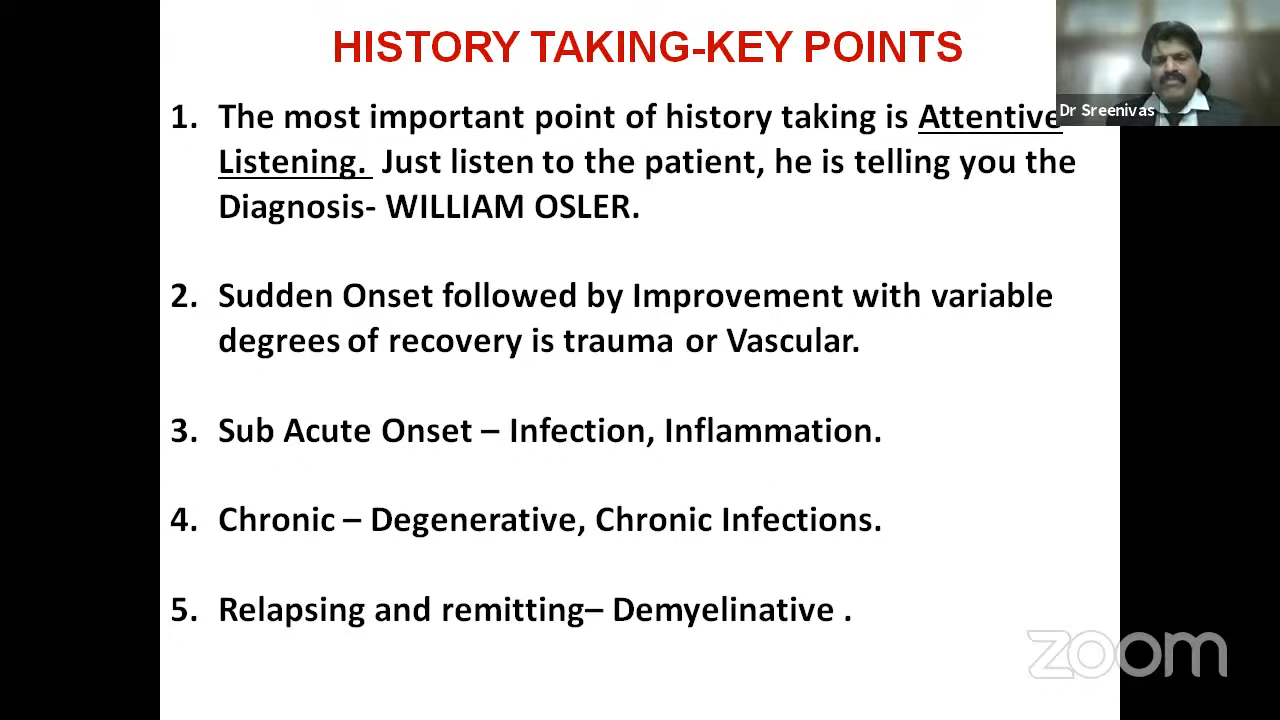 HISTORY TAKING-KEY POINTS
Dr Sreenivas
1. The most important point of history taking is Attentive
Listening. Just listen to the patient, he is telling you the
Diagnosis- WILLIAM OSLER.
2. Sudden Onset followed by Improvement with variable
degrees of recovery is trauma or Vascular.
3. Sub Acute Onset – Infection, Inflammation.
4. Chronic – Degenerative, Chronic Infections.
5. Relapsing and remitting– Demyelinative .
zoom